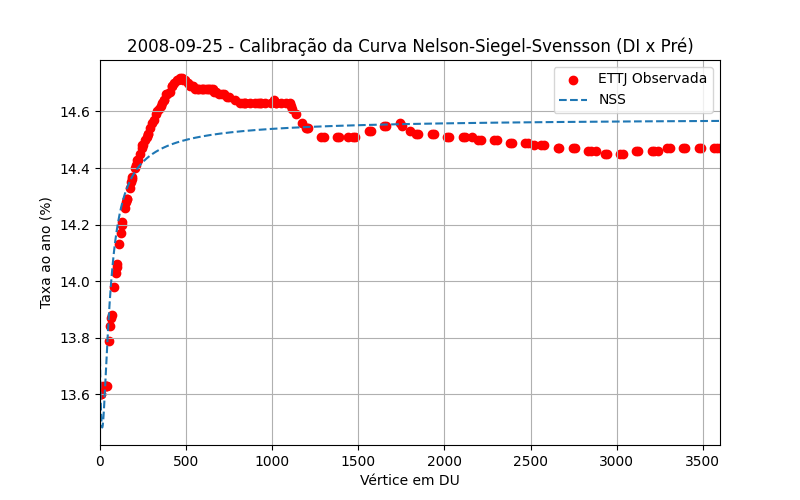 2008-09-25 - Calibração da Curva Nelson-Siegel-Svensson (DI x Pré)
ETTJ Observada
NSS
Taxa ao ano (%)
14.6
14.4
14.2
14.0
13.8
13.6
0 500 1000 1500 2000 2500 3000 3500
Vértice em DU